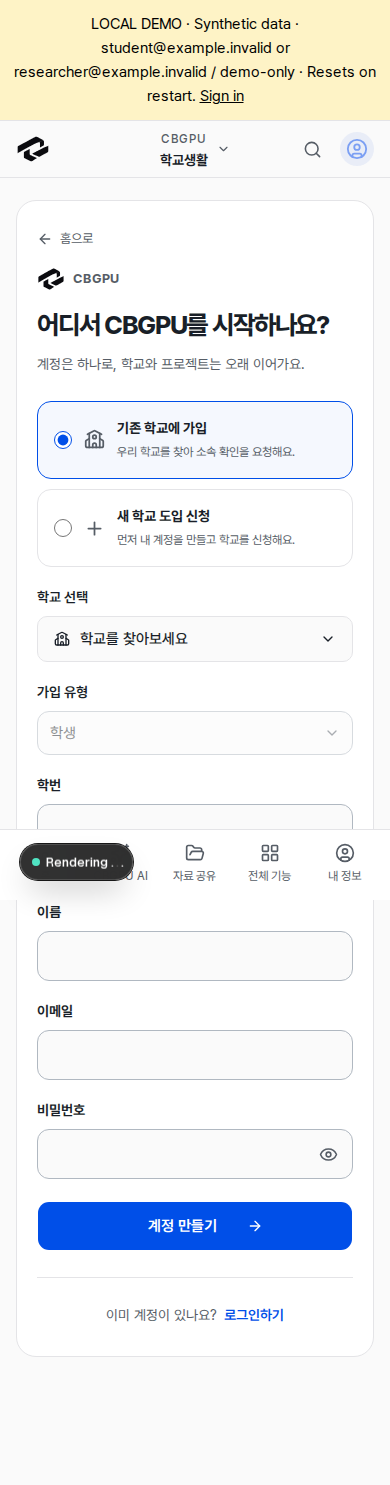 LOCAL DEMO · Synthetic data ·
student@example.invalid or
researcher@example.invalid / demo-only · Resets on
restart. Sign in
CBGPU
학교생활
홈으로
CBGPU
어디서 CBGPU를 시작하나요?
계정은 하나로, 학교와 프로젝트는 오래 이어가요.
기존 학교에 가입
우리 학교를 찾아 소속 확인을 요청해요.
새 학교 도입 신청
먼저 내 계정을 만들고 학교를 신청해요.
학교 선택
학교를 찾아보세요
가입 유형
학생
학번
Rendering ...
AI
자료 공유
전체 기능
내 정보
이름
이메일
비밀번호
계정 만들기
이미 계정이 있나요? 로그인하기